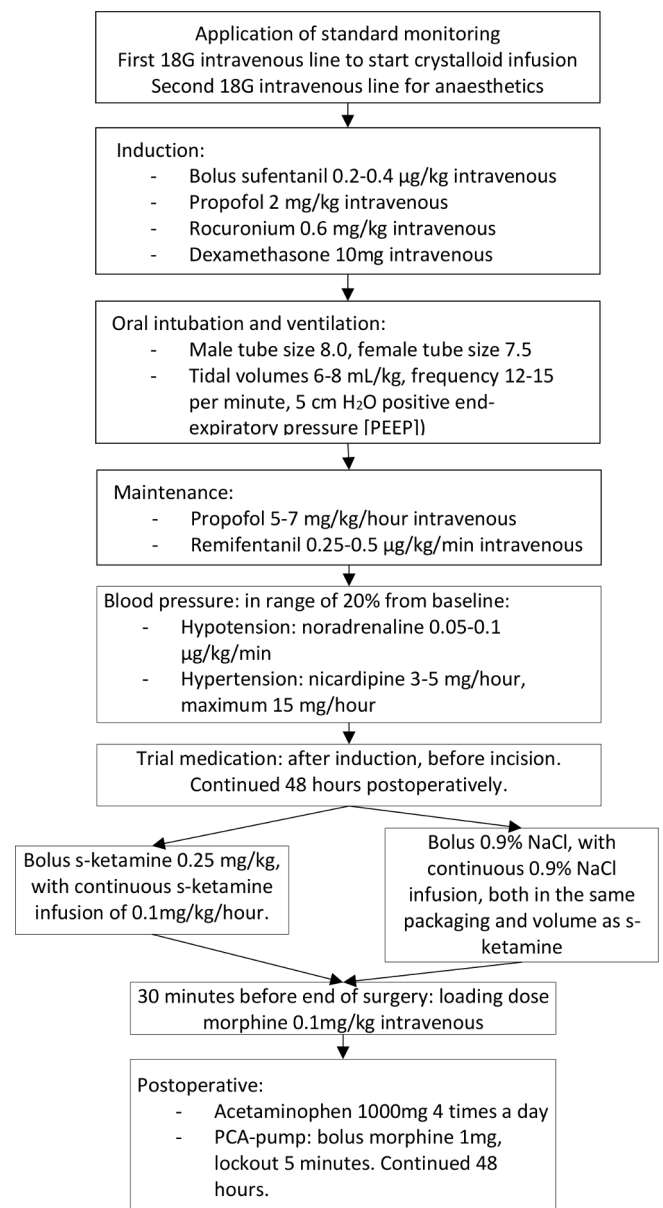 Application of standard monitoring
First 18G intravenous line to start crystalloid infusion
Second 18G intravenous line for anaesthetics
Induction:
- Bolus sufentanil 0.2-0.4 µg/kg intravenous
- Propofol 2 mg/kg intravenous
- Rocuronium 0.6 mg/kg intravenous
- Dexamethasone 10mg intravenous
Oral intubation and ventilation:
- Male tube size 8.0, female tube size 7.5
- Tidal volumes 6-8 mL/kg, frequency 12-15
per minute, 5 cm H₂O positive end-
expiratory pressure [PEEP])
Maintenance:
- Propofol 5-7 mg/kg/hour intravenous
- Remifentanil 0.25-0.5 µg/kg/min intravenous
Blood pressure: in range of 20% from baseline:
- Hypotension: noradrenaline 0.05-0.1
µg/kg/min
- Hypertension: nicardipine 3-5 mg/hour,
maximum 15 mg/hour
Trial medication: after induction, before incision.
Continued 48 hours postoperatively.
Bolus s-ketamine 0.25 mg/kg,
with continuous s-ketamine
infusion of 0.1mg/kg/hour.
Bolus 0.9% NaCl, with
continuous 0.9% NaCl
infusion, both in the same
packaging and volume as s-
ketamine
30 minutes before end of surgery: loading dose
morphine 0.1mg/kg intravenous
Postoperative:
- Acetaminophen 1000mg 4 times a day
- PCA-pump: bolus morphine 1mg,
lockout 5 minutes. Continued 48
hours.